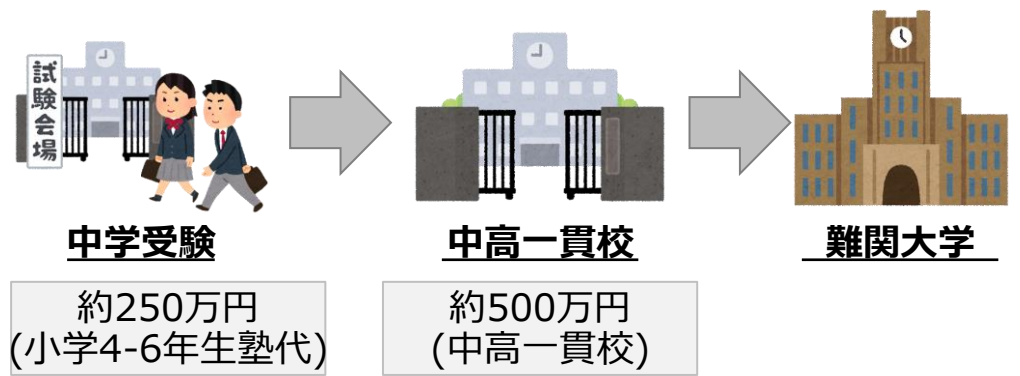 試験会場
中学受験
中高一貫校
難関大学
約250万円
(小学4-6年生塾代)
約500万円
(中高一貫校)